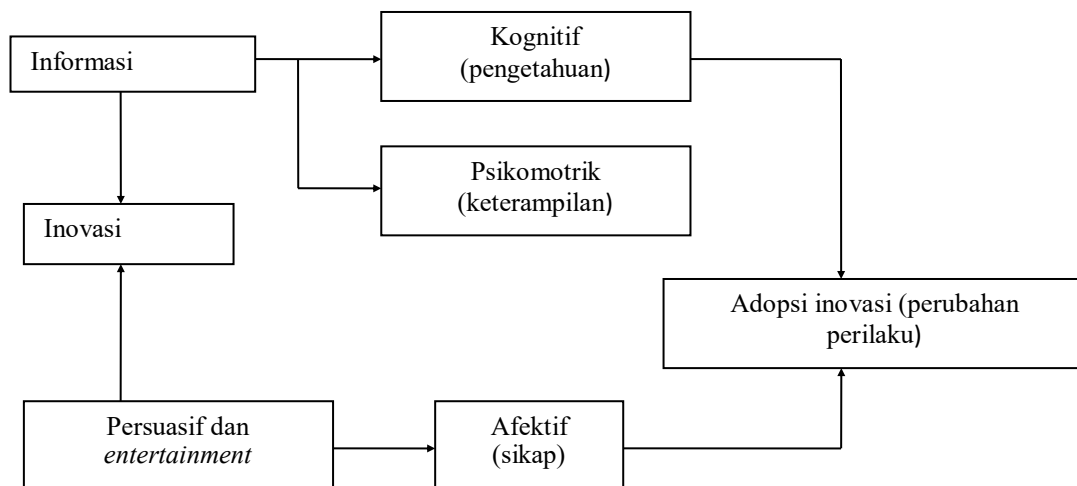 Informasi
Kognitif
(pengetahuan)
Psikomotrik
(keterampilan)
Inovasi
Adopsi inovasi (perubahan
perilaku)
Persuasif dan
entertainment
Afektif
(sikap)